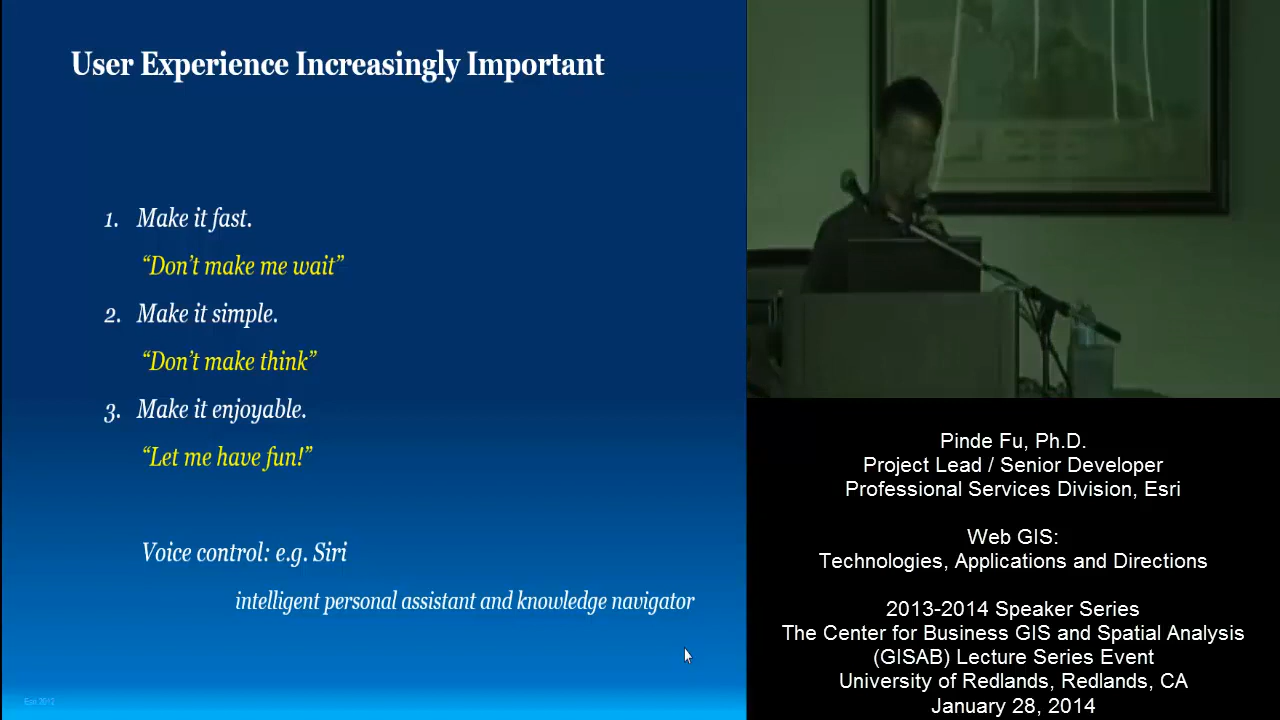 User Experience Increasingly Important
1. Make it fast.
“Don’t make me wait”
2. Make it simple.
“Don’t make think”
3. Make it enjoyable.
“Let me have fun!”
Voice control: e.g. Siri
intelligent personal assistant and knowledge navigator
Esri 2012
Pinde Fu, Ph.D.
Project Lead / Senior Developer
Professional Services Division, Esri
Web GIS:
Technologies, Applications and Directions
2013-2014 Speaker Series
The Center for Business GIS and Spatial Analysis
(GISAB) Lecture Series Event
University of Redlands, Redlands, CA
January 28, 2014